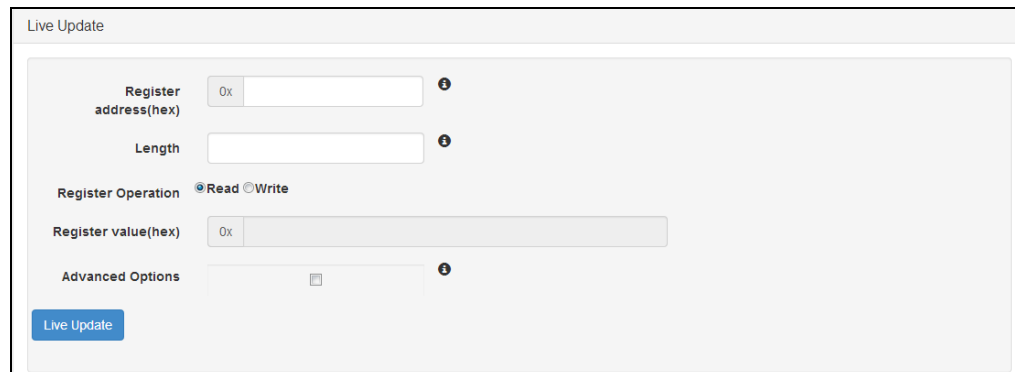 Live Update
Register
address(hex)
0x
Length
Register Operation
Read Write
Register value(hex)
0x
Advanced Options
Live Update